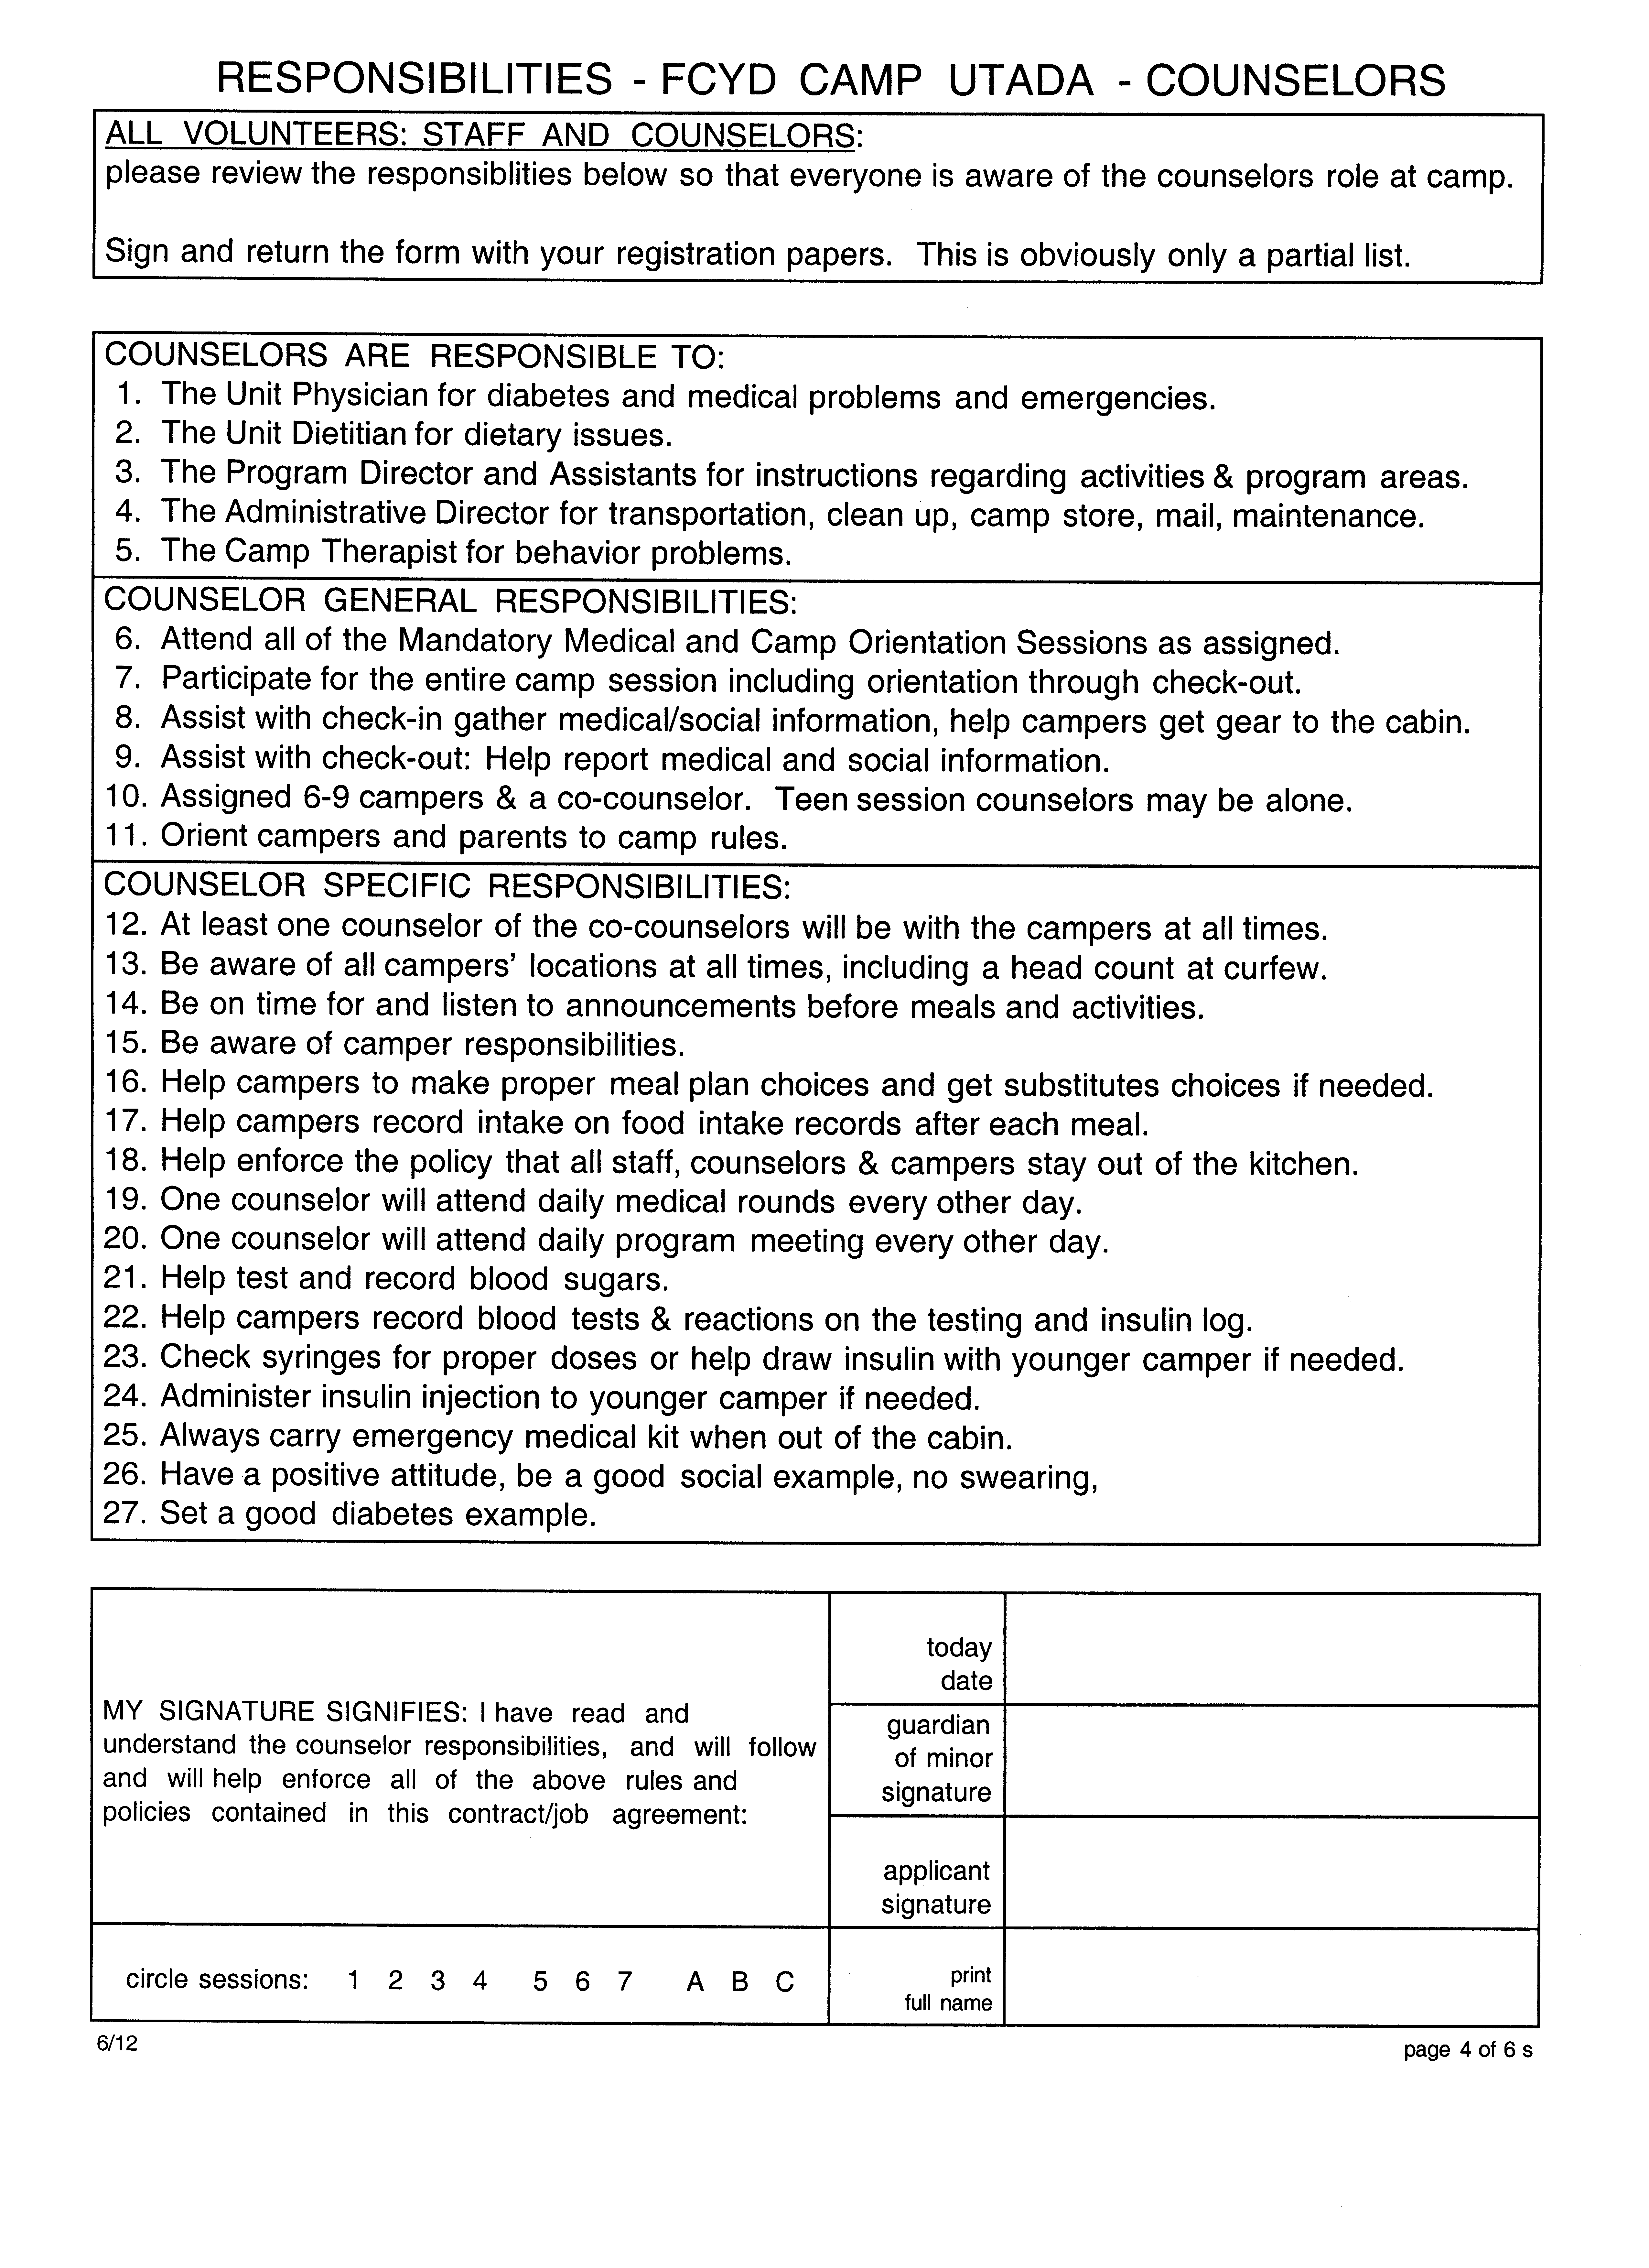 RESPONSIBILITIES - FCYD CAMP UTADA - COUNSELORS
ALL VOLUNTEERS: STAFF AND COUNSELORS:
please review the responsiblities below so that everyone is aware of the counselors role at camp.
Sign and return the form with your registration papers. This is obviously only a partial list.
COUNSELORS ARE RESPONSIBLE TO:
1. The Unit Physician for diabetes and medical problems and emergencies.
2. The Unit Dietitian for dietary issues.
3. The Program Director and Assistants for instructions regarding activities & program areas.
4. The Administrative Director for transportation, clean up, camp store, mail, maintenance.
5. The Camp Therapist for behavior problems.
COUNSELOR GENERAL RESPONSIBILITIES:
6. Attend all of the Mandatory Medical and Camp Orientation Sessions as assigned.
7. Participate for the entire camp session including orientation through check-out.
8. Assist with check-in gather medical/social information, help campers get gear to the cabin.
9. Assist with check-out: Help report medical and social information.
10. Assigned 6-9 campers & a co-counselor. Teen session counselors may be alone.
11. Orient campers and parents to camp rules.
COUNSELOR SPECIFIC RESPONSIBILITIES:
12. At least one counselor of the co-counselors will be with the campers at all times.
13. Be aware of all campers' locations at all times, including a head count at curfew.
14. Be on time for and listen to announcements before meals and activities.
15. Be aware of camper responsibilities.
16. Help campers to make proper meal plan choices and get substitutes choices if needed.
17. Help campers record intake on food intake records after each meal.
18. Help enforce the policy that all staff, counselors & campers stay out of the kitchen.
19. One counselor will attend daily medical rounds every other day.
20. One counselor will attend daily program meeting every other day.
21. Help test and record blood sugars.
22. Help campers record blood tests & reactions on the testing and insulin log.
23. Check syringes for proper doses or help draw insulin with younger camper if needed.
24. Administer insulin injection to younger camper if needed.
25. Always carry emergency medical kit when out of the cabin.
26. Have a positive attitude, be a good social example, no swearing,
27. Set a good diabetes example.
MY SIGNATURE SIGNIFIES: I have read and
understand the counselor responsibilities, and will follow
and will help enforce all of the above rules and
policies contained in this contract/job agreement:
today
date
guardian
of minor
signature
applicant
signature
circle sessions: 1 2 3 4 5 6 7 A B C
print
full name
6/12
page 4 of 6 s